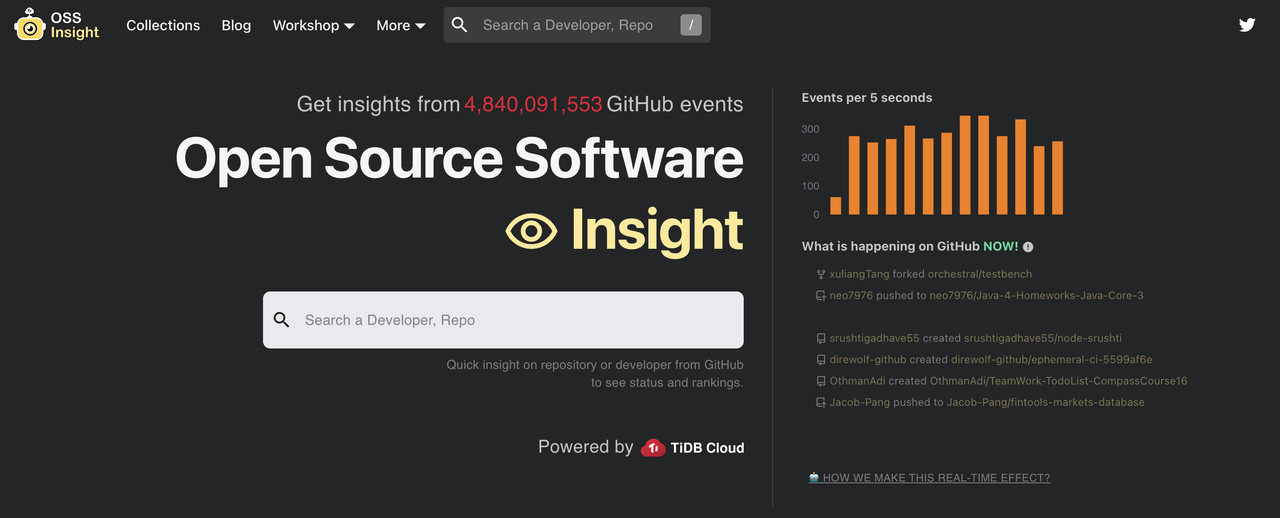 OSS
Insight
Collections Blog Workshop More Search a Developer, Repo /
Get insights from 4,840,091,553 GitHub events
Open Source Software
Insight
Search a Developer, Repo
Quick insight on repository or developer from GitHub
to see status and rankings.
Powered by TiDB Cloud
Events per 5 seconds
300
200
100
0
What is happening on GitHub NOW!
xuliangTang forked orchestral/testbench
neo7976 pushed to neo7976/Java-4-Homeworks-Java-Core-3
srushtigadhave55 created srushtigadhave55/node-srushti
direwolf-github created direwolf-github/ephemeral-ci-5599af6e
OthmanAdi created OthmanAdi/TeamWork-TodoList-CompassCourse16
Jacob-Pang pushed to Jacob-Pang/fintools-markets-database
HOW WE MAKE THIS REAL-TIME EFFECT?